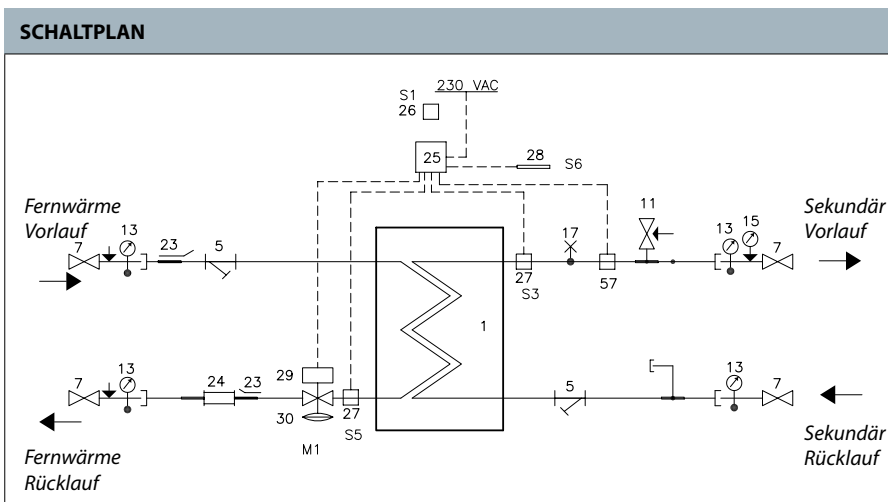 SCHALTPLAN
230 VAC
S1
26
25
28
S6
Fernwärme
Vorlauf
7
13
23
5
17
11
27
S3
57
13
15
7
Sekundär
Vorlauf
1
7
13
24
23
29
30
M1
27
S5
5
13
7
Fernwärme
Rücklauf
Sekundär
Rücklauf